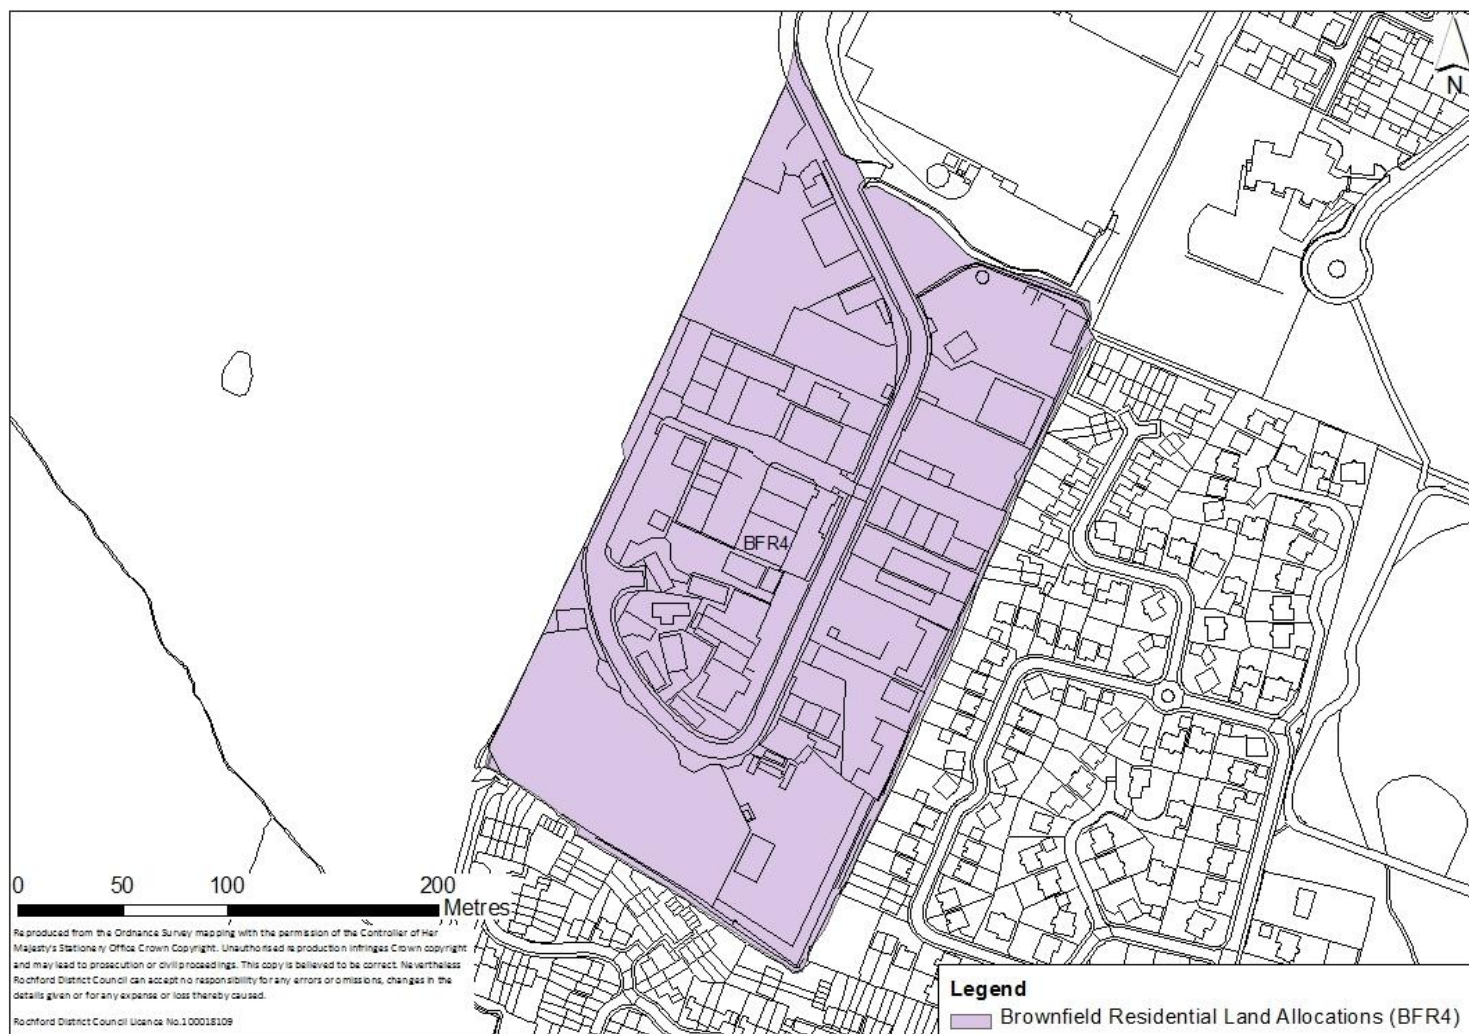 N
BFR4
0 50 100 200
Metres
Reproduced from the Ordnance Survey mapping with the permission of the Controller of Her
Majesty's Stationery Office Crown Copyright. Unauthorised reproduction infringes Crown copyright
and may lead to prosecution or civil proceedings. This copy is believed to be correct. Nevertheless
Rochford District Council can accept no responsibility for any errors or omissions, changes in the
details given or for any expense or loss thereby caused.
Rochford District Council Licence No.100018109
Legend
Brownfield Residential Land Allocations (BFR4)